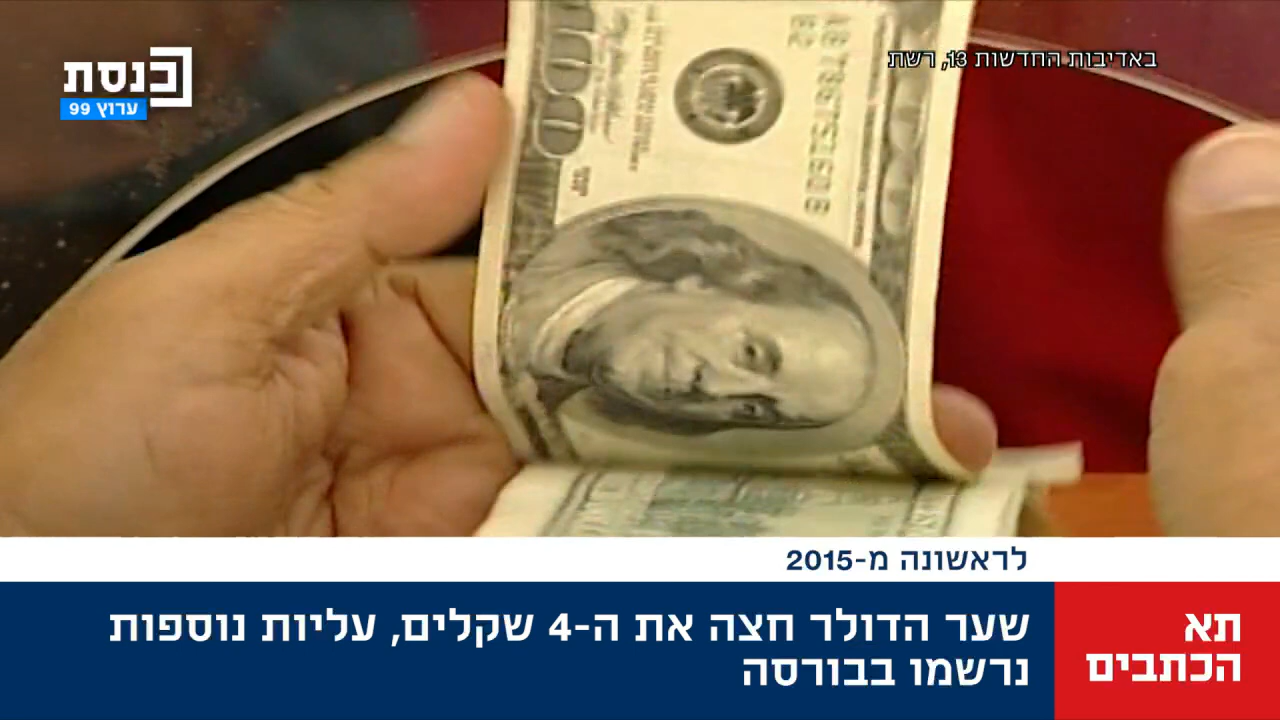 כנסת
ערוץ 99
באדיבות החדשות 13, רשת
100
לראשונה מ-2015
שער הדולר חצה את ה-4 שקלים, עליות נוספות
נרשמו בבורסה
תא
הכתבים